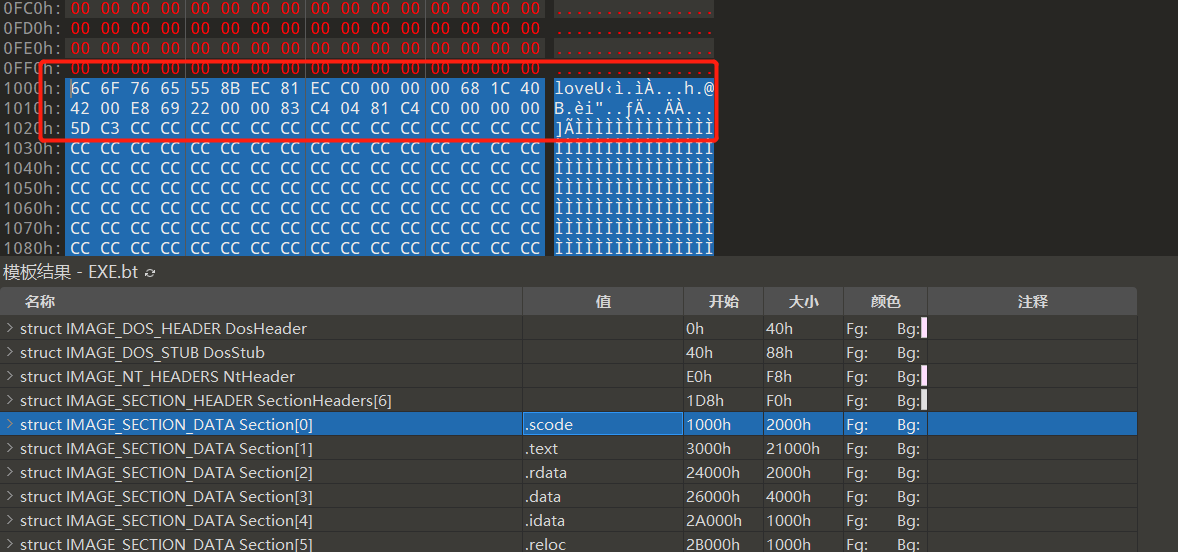 0FC0h: 00 00 00 00 00 00 00 00 00 00 00 00 00 00 00 00 ................
0FD0h: 00 00 00 00 00 00 00 00 00 00 00 00 00 00 00 00 ................
0FE0h: 00 00 00 00 00 00 00 00 00 00 00 00 00 00 00 00 ................
0FF0h: 00 00 00 00 00 00 00 00 00 00 00 00 00 00 00 00 ................
1000h: 6C 6F 76 65 55 8B EC 81 EC C0 00 00 00 68 1C 40 loveU‹ì.ìÀ...h.@
1010h: 42 00 E8 69 22 00 00 83 C4 04 81 C4 C0 00 00 00 B.èi"..ƒÄ..ÄÀ...
1020h: 5D C3 CC CC CC CC CC CC CC CC CC CC CC CC CC CC ]ÃÌÌÌÌÌÌÌÌÌÌÌÌÌÌ
1030h: CC CC CC CC CC CC CC CC CC CC CC CC CC CC CC CC ÌÌÌÌÌÌÌÌÌÌÌÌÌÌÌÌ
1040h: CC CC CC CC CC CC CC CC CC CC CC CC CC CC CC CC ÌÌÌÌÌÌÌÌÌÌÌÌÌÌÌÌ
1050h: CC CC CC CC CC CC CC CC CC CC CC CC CC CC CC CC ÌÌÌÌÌÌÌÌÌÌÌÌÌÌÌÌ
1060h: CC CC CC CC CC CC CC CC CC CC CC CC CC CC CC CC ÌÌÌÌÌÌÌÌÌÌÌÌÌÌÌÌ
1070h: CC CC CC CC CC CC CC CC CC CC CC CC CC CC CC CC ÌÌÌÌÌÌÌÌÌÌÌÌÌÌÌÌ
1080h: CC CC CC CC CC CC CC CC CC CC CC CC CC CC CC CC ÌÌÌÌÌÌÌÌÌÌÌÌÌÌÌÌ
模板结果 - EXE.bt
名称 值 开始 大小 颜色 注释
struct IMAGE_DOS_HEADER DosHeader 0h 40h Fg: Bg:
struct IMAGE_DOS_STUB DosStub 40h 88h Fg: Bg:
struct IMAGE_NT_HEADERS NtHeader E0h F8h Fg: Bg:
struct IMAGE_SECTION_HEADER SectionHeaders[6] 1D8h F0h Fg: Bg:
struct IMAGE_SECTION_DATA Section[0] .scode 1000h 2000h Fg: Bg:
struct IMAGE_SECTION_DATA Section[1] .text 3000h 21000h Fg: Bg:
struct IMAGE_SECTION_DATA Section[2] .rdata 24000h 2000h Fg: Bg:
struct IMAGE_SECTION_DATA Section[3] .data 26000h 4000h Fg: Bg:
struct IMAGE_SECTION_DATA Section[4] .idata 2A000h 1000h Fg: Bg:
struct IMAGE_SECTION_DATA Section[5] .reloc 2B000h 1000h Fg: Bg: